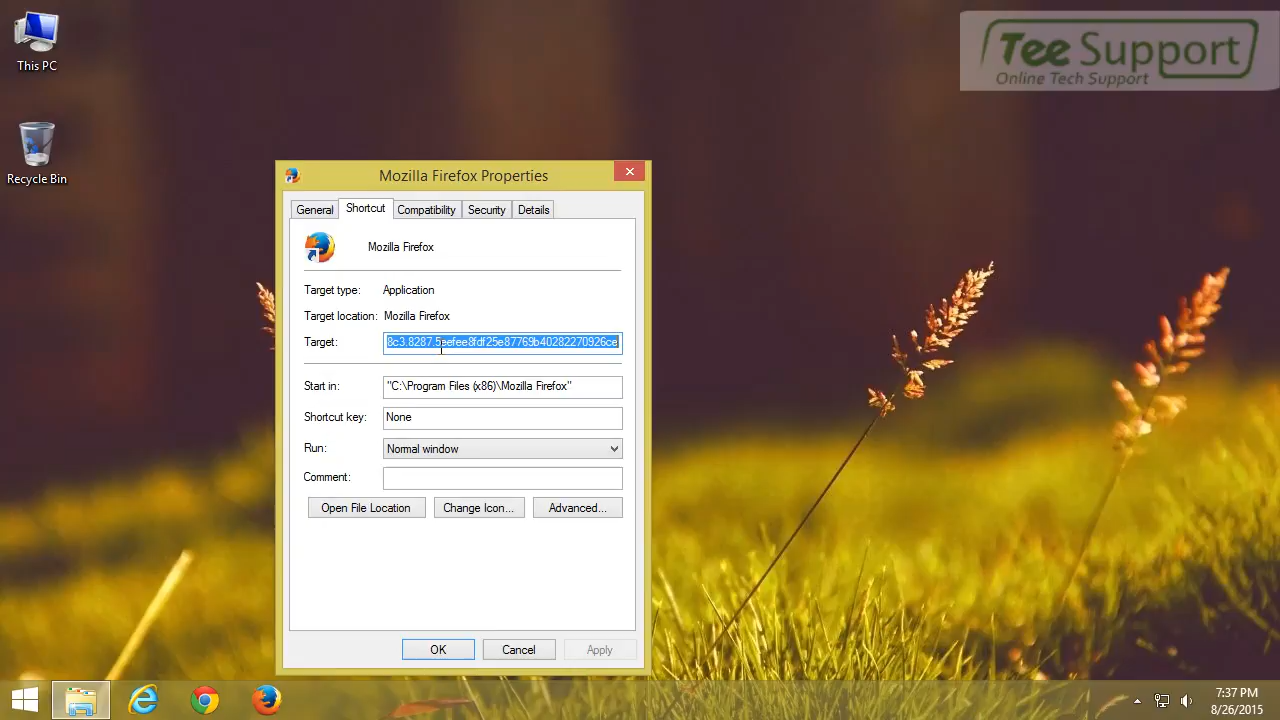 This PC
Recycle Bin
Tee Support
Online Tech Support
Mozilla Firefox Properties
General Shortcut Compatibility Security Details
Mozilla Firefox
Target type: Application
Target location: Mozilla Firefox
Target: 8c3.8287.5eefee8fdf25e87769b40282270926ce
Start in: "C:\Program Files (x86)\Mozilla Firefox"
Shortcut key: None
Run: Normal window
Comment:
Open File Location Change Icon... Advanced...
OK Cancel Apply
7:37 PM
8/26/2015